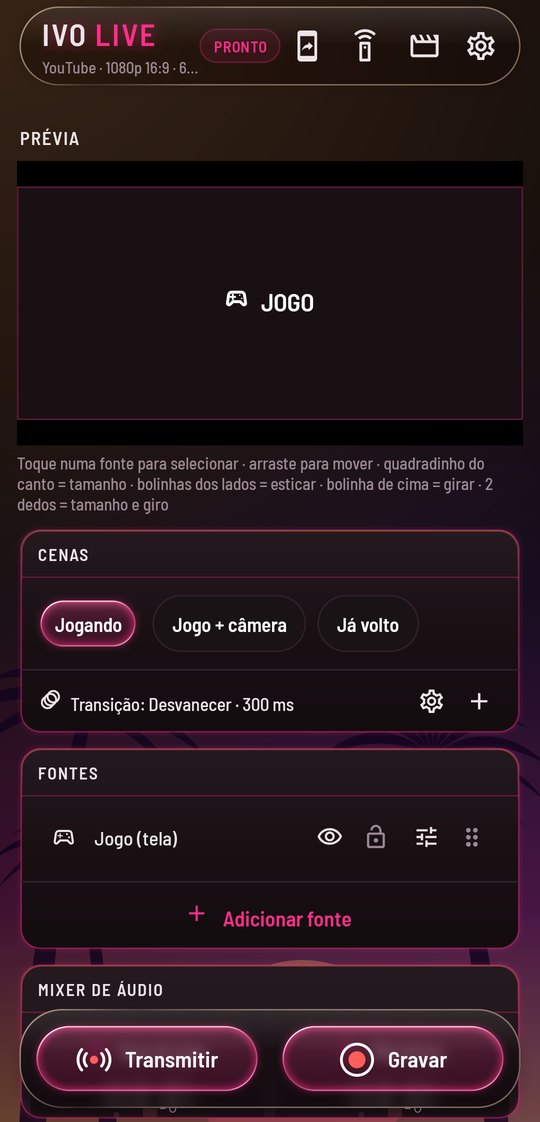 IVO LIVE
YouTube · 1080p 16:9 · 6...
PRONTO
PRÉVIA
JOGO
Toque numa fonte para selecionar · arraste para mover · quadradinho do
canto = tamanho · bolinhas dos lados = esticar · bolinha de cima = girar · 2
dedos = tamanho e giro
CENAS
Jogando
Jogo + câmera
Já volto
Transição: Desvanecer · 300 ms
FONTES
Jogo (tela)
Adicionar fonte
MIXER DE ÁUDIO
Transmitir
Gravar